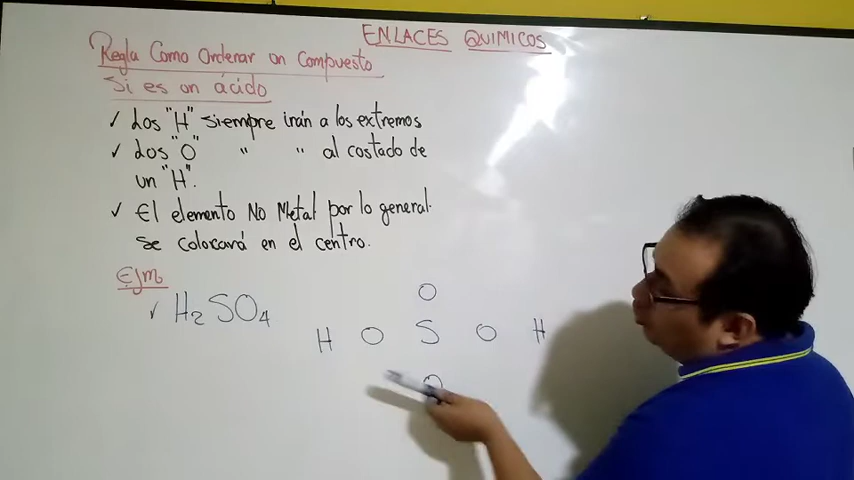 ENLACES QUIMICOS
Regla Como Ordenar un Compuesto
Si es un ácido
✓ Los "H" siempre irán a los extremos
✓ Los "O" " " al costado de
un "H".
✓ El elemento No Metal por lo general
se colocará en el centro.
Ejm
✓ H₂SO₄
O
H O S O H
O